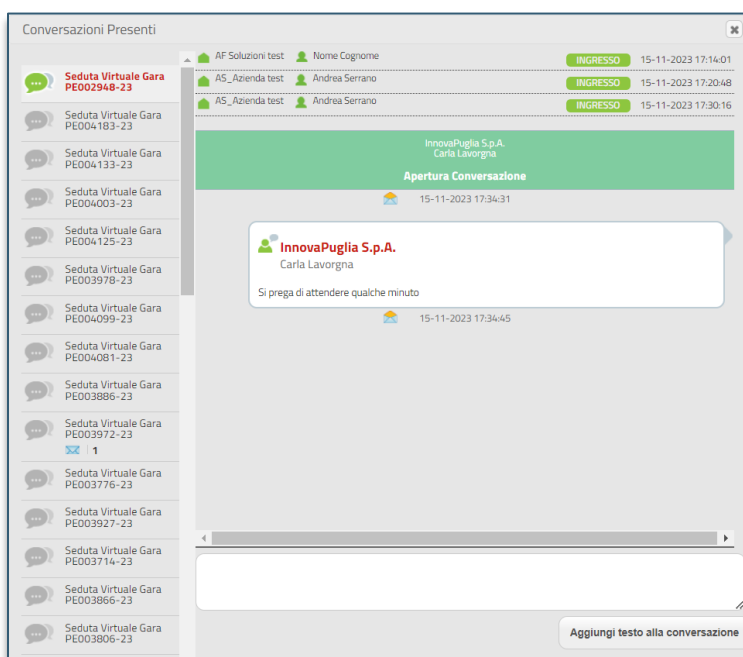 Conversazioni Presenti
Seduta Virtuale Gara
PE002948-23
Seduta Virtuale Gara
PE004183-23
Seduta Virtuale Gara
PE004133-23
Seduta Virtuale Gara
PE004003-23
Seduta Virtuale Gara
PE004125-23
Seduta Virtuale Gara
PE003978-23
Seduta Virtuale Gara
PE004099-23
Seduta Virtuale Gara
PE004081-23
Seduta Virtuale Gara
PE003886-23
Seduta Virtuale Gara
PE003972-23
1
Seduta Virtuale Gara
PE003776-23
Seduta Virtuale Gara
PE003927-23
Seduta Virtuale Gara
PE003714-23
Seduta Virtuale Gara
PE003866-23
Seduta Virtuale Gara
PE003806-23
AF Soluzioni test Nome Cognome INGRESSO 15-11-2023 17:14:01
AS_Azienda test Andrea Serrano INGRESSO 15-11-2023 17:20:48
AS_Azienda test Andrea Serrano INGRESSO 15-11-2023 17:30:16
InnovaPuglia S.p.A.
Carla Lavorgna
Apertura Conversazione
15-11-2023 17:34:31
InnovaPuglia S.p.A.
Carla Lavorgna
Si prega di attendere qualche minuto
15-11-2023 17:34:45
Aggiungi testo alla conversazione